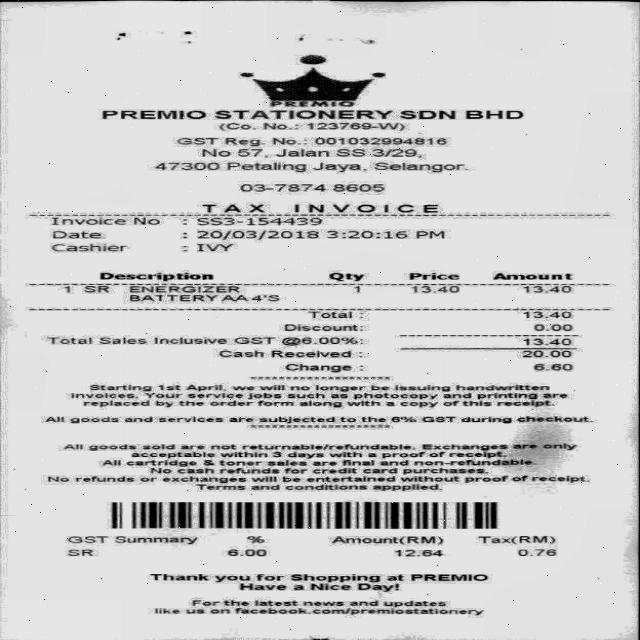 PREMIO
PREMIO STATIONERY SDN BHD
(Co. No.: 123769-W)
GST Reg. No.: 001032994816
No 57, Jalan SS 3/29,
47300 Petaling Jaya, Selangor.
03-7874 8605
TAX INVOICE
Invoice No : SS3-154439
Date : 20/03/2018 3:20:16 PM
Cashier : IVY
Description Qty Price Amount
1 SR ENERGIZER 1 13.40 13.40
BATTERY AA 4'S
Total : 13.40
Discount: 0.00
Total Sales Inclusive GST @6.00%: 13.40
Cash Received : 20.00
Change : 6.60
********************
Starting 1st April, we will no longer be issuing handwritten
invoices. Your service jobs such as photocopy and printing are
replaced by the order form along with a copy of this receipt.
All goods and services are subjected to the 6% GST during checkout.
********************
All goods sold are not returnable/refundable. Exchanges are only
acceptable within 3 days with a proof of receipt.
All cartridge & toner sales are final and non-refundable.
No cash refunds for credit card purchases.
No refunds or exchanges will be entertained without proof of receipt.
Terms and conditions appplied.
GST Summary % Amount(RM) Tax(RM)
SR 6.00 12.64 0.76
Thank you for Shopping at PREMIO
Have a Nice Day!
For the latest news and updates
like us on facebook.com/premiostationery